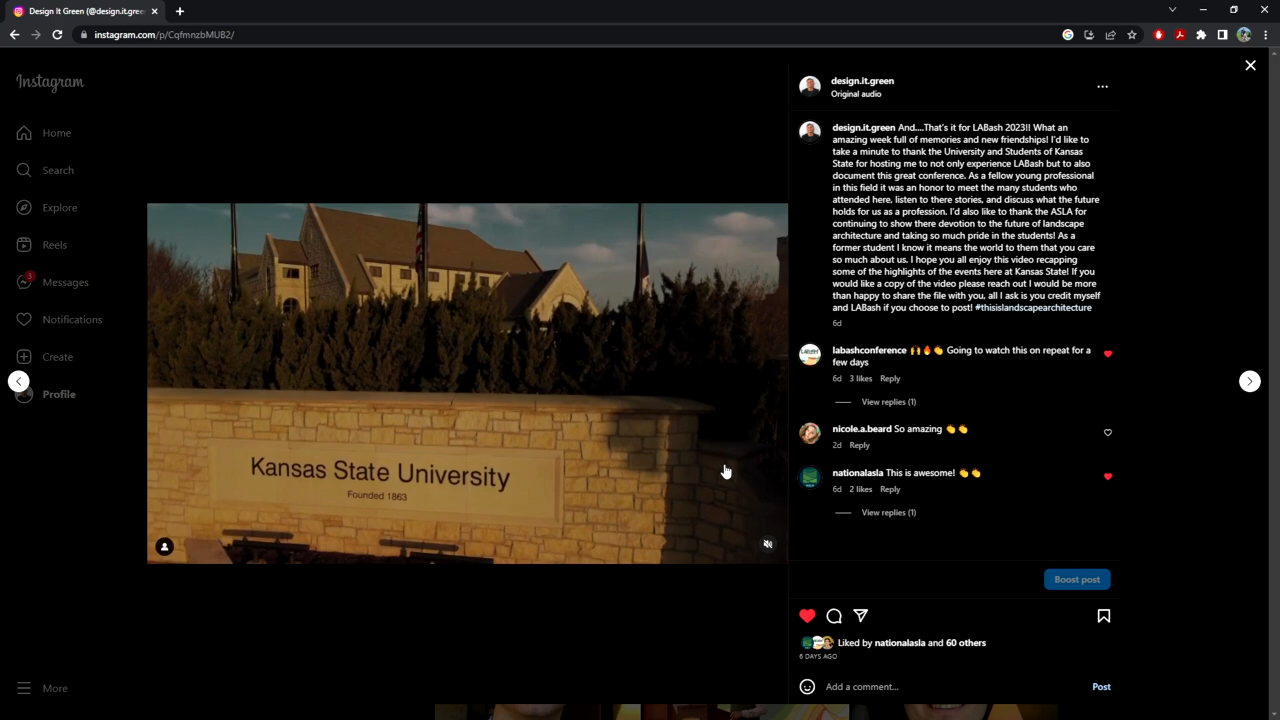 Design It Green (@design.it.gree
instagram.com/p/CqfmnzbMUB2/
Instagram
Home
Search
Explore
Reels
3
Messages
Notifications
Create
Profile
More
Kansas State University
Founded 1863
design.it.green
Original audio
design.it.green And....That's it for LABash 2023!! What an
amazing week full of memories and new friendships! I'd like to
take a minute to thank the University and Students of Kansas
State for hosting me to not only experience LABash but to also
document this great conference. As a fellow young professional
in this field it was an honor to meet the many students who
attended here, listen to there stories, and discuss what the future
holds for us as a profession. I'd also like to thank the ASLA for
continuing to show there devotion to the future of landscape
architecture and taking so much pride in the students! As a
former student I know it means the world to them that you care
so much about us. I hope you all enjoy this video recapping
some of the highlights of the events here at Kansas State! If you
would like a copy of the video please reach out I would be more
than happy to share the file with you, all I ask is you credit myself
and LABash if you choose to post! #thisislandscapearchitecture
6d
labashconference 🙌🔥👏 Going to watch this on repeat for a
few days
6d 3 likes Reply
View replies (1)
nicole.a.beard So amazing 👏👏
2d Reply
nationalasla This is awesome! 👏👏
6d 2 likes Reply
View replies (1)
Boost post
Liked by nationalasla and 60 others
6 DAYS AGO
Add a comment...
Post